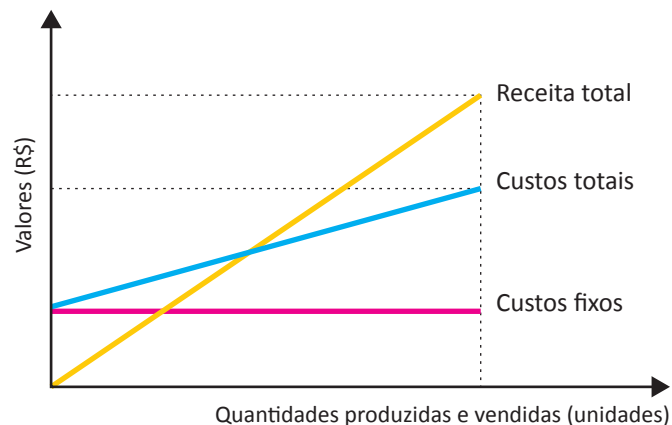 Receita total
Custos totais
Custos fixos
Valores (R$)
Quantidades produzidas e vendidas (unidades)